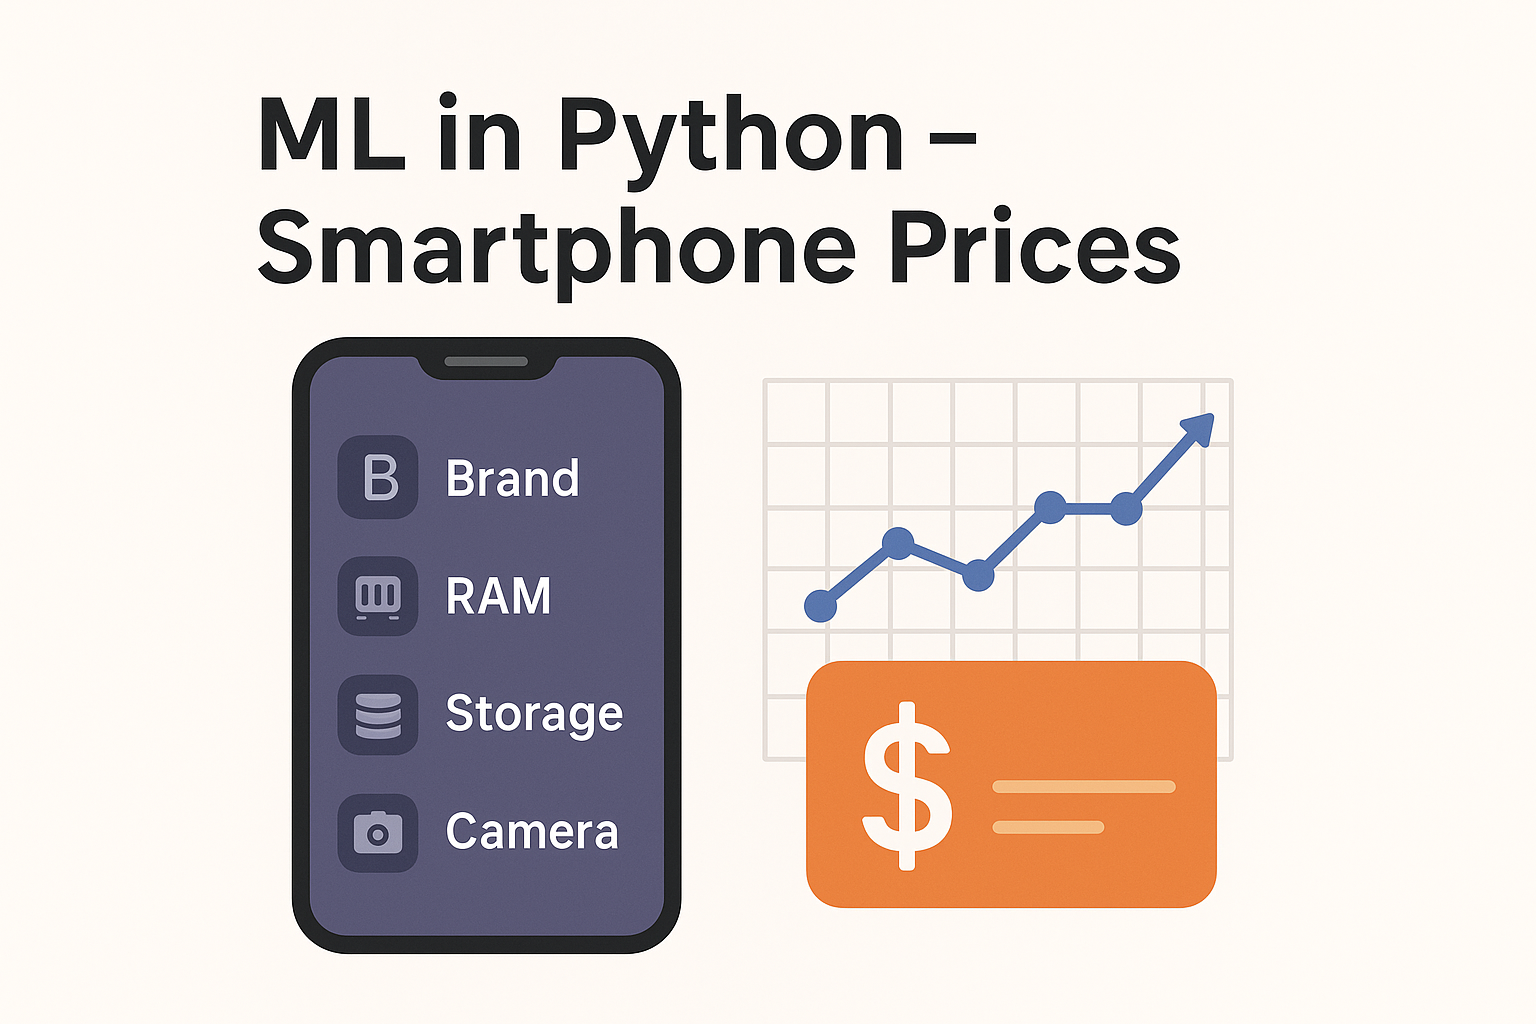 ML in Python –
Smartphone Prices
B Brand
RAM
Storage
Camera
$